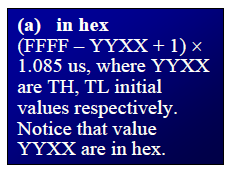 (a) in hex
(FFFF – YYXX + 1) ×
1.085 us, where YYXX
are TH, TL initial
values respectively.
Notice that value
YYXX are in hex.